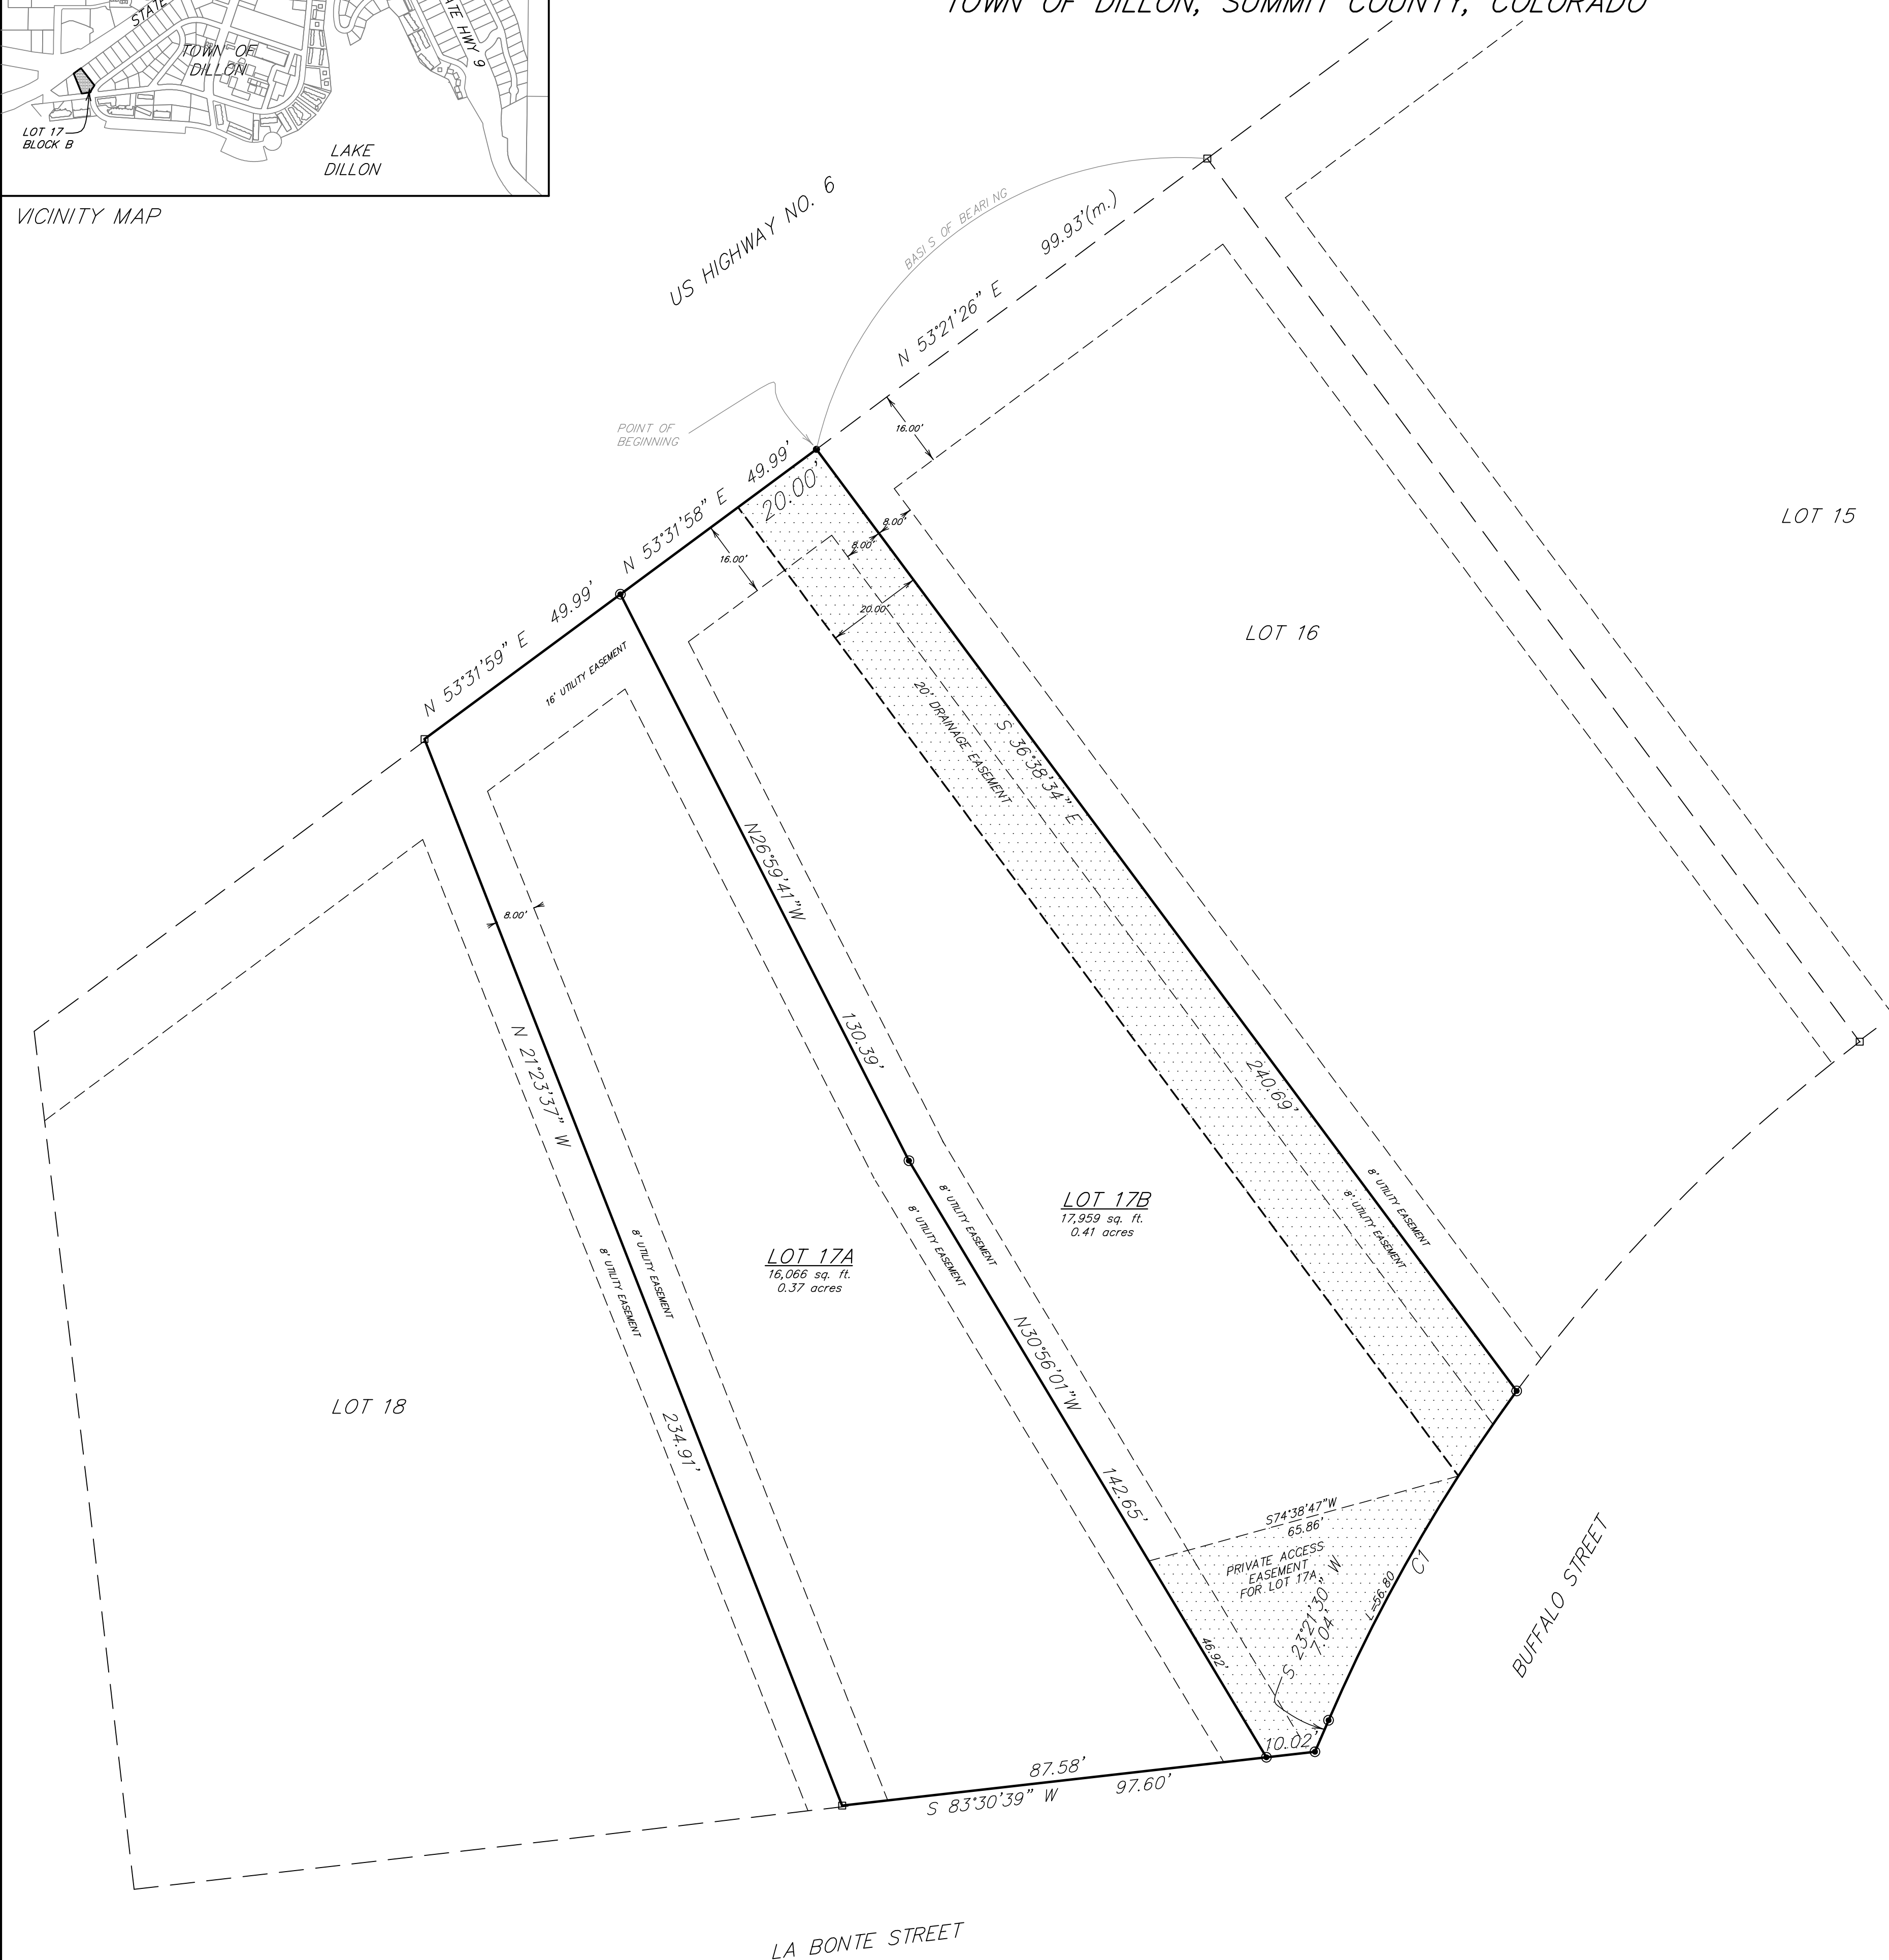 TOWN OF DILLON, SUMMIT COUNTY, COLORADO
STATE
ATE HWY 9
TOWN OF
DILLON
LOT 17
BLOCK B
LAKE
DILLON
VICINITY MAP
US HIGHWAY NO. 6
BASIS OF BEARING
99.93'(m.)
N 53°21'26" E
POINT OF
BEGINNING
16.00'
49.99'
20.00'
N 53°31'58" E
8.00'
8.00'
16.00'
20.00'
LOT 15
LOT 16
49.99'
N 53°31'59" E
16' UTILITY EASEMENT
20' DRAINAGE EASEMENT
S 36°38'34" E
240.69'
N26°59'41"W
130.39'
8.00'
N 21°23'37" W
234.91'
8' UTILITY EASEMENT
8' UTILITY EASEMENT
8' UTILITY EASEMENT
8' UTILITY EASEMENT
8' UTILITY EASEMENT
8' UTILITY EASEMENT
LOT 17B
17,959 sq. ft.
0.41 acres
LOT 17A
16,066 sq. ft.
0.37 acres
LOT 18
N30°56'01"W
142.65'
S74°38'47"W
65.86'
PRIVATE ACCESS
EASEMENT
FOR LOT 17A
S 23°21'30" W
7.04'
L=56.80
C1
46.92'
BUFFALO STREET
10.02'
87.58'
S 83°30'39" W
97.60'
LA BONTE STREET